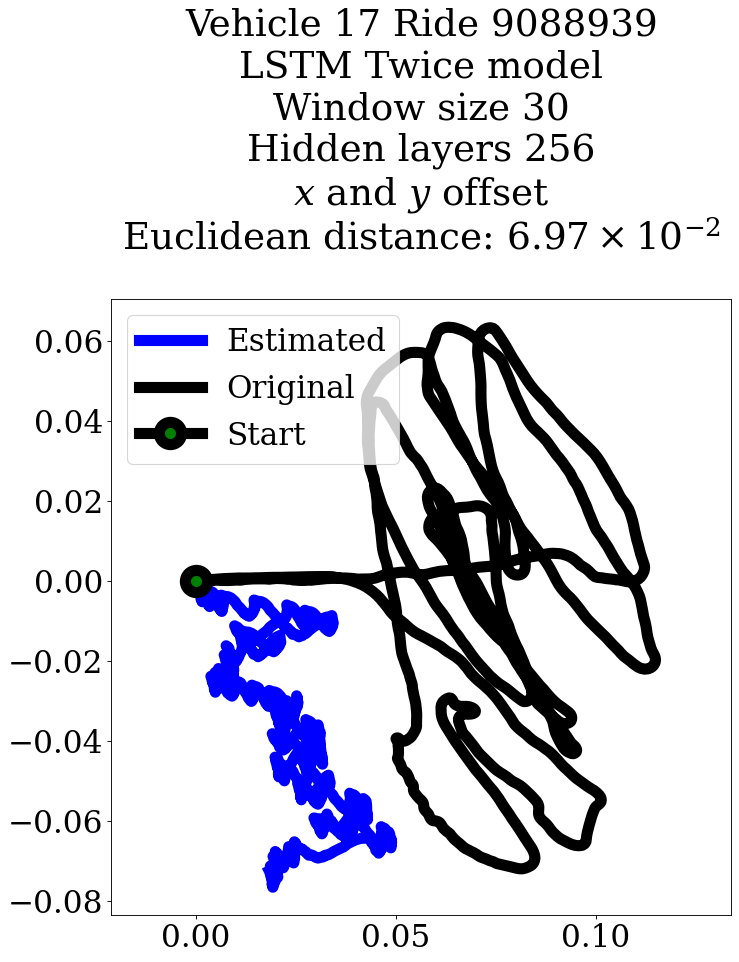 Vehicle 17 Ride 9088939
LSTM Twice model
Window size 30
Hidden layers 256
x and y offset
Euclidean distance: 6.97 × 10⁻²
Estimated
Original
Start
0.06
0.04
0.02
0.00
−0.02
−0.04
−0.06
−0.08
0.00 0.05 0.10